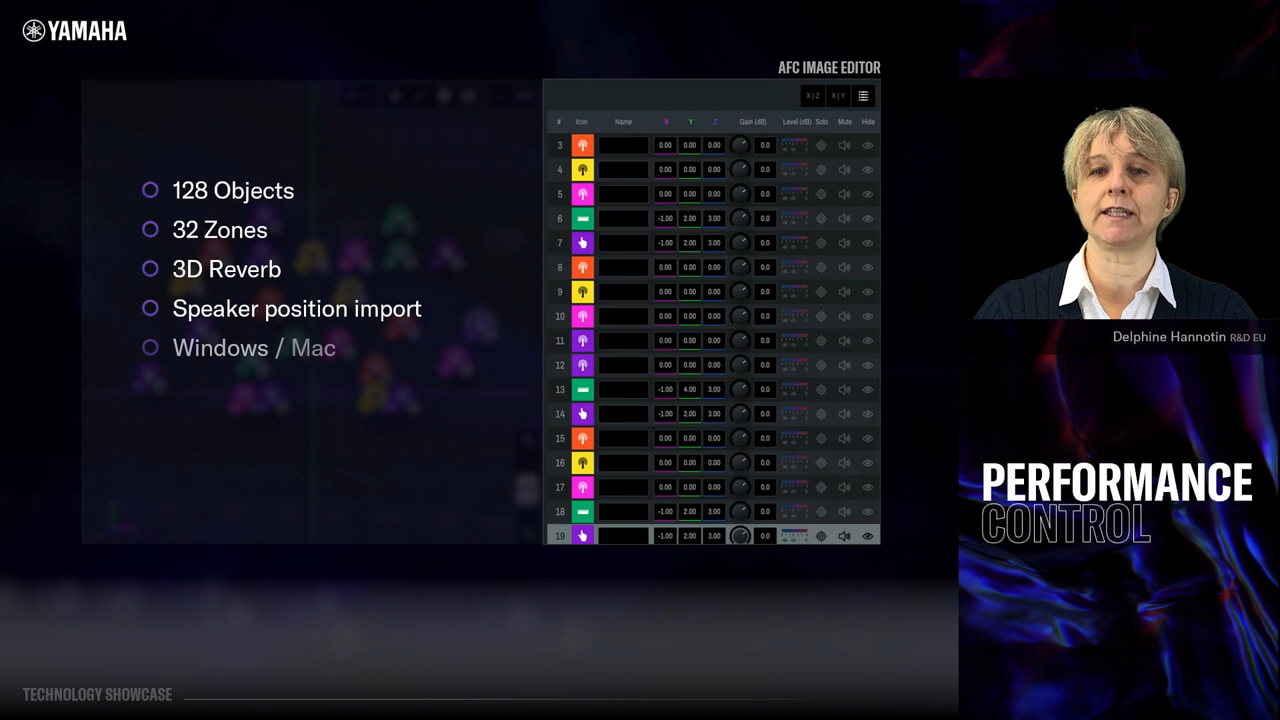 YAMAHA
AFC IMAGE EDITOR
X|Z X|Y
# Icon Name X Y Z Gain (dB) Level (dB) Solo Mute Hide
3 0.00 0.00 0.00 0.0
4 0.00 0.00 0.00 0.0
5 0.00 0.00 0.00 0.0
6 -1.00 2.00 3.00 0.0
7 -1.00 2.00 3.00 0.0
8 0.00 0.00 0.00 0.0
9 0.00 0.00 0.00 0.0
10 0.00 0.00 0.00 0.0
11 0.00 0.00 0.00 0.0
12 0.00 0.00 0.00 0.0
13 -1.00 4.00 3.00 0.0
14 -1.00 2.00 3.00 0.0
15 0.00 0.00 0.00 0.0
16 0.00 0.00 0.00 0.0
17 0.00 0.00 0.00 0.0
18 -1.00 2.00 3.00 0.0
19 -1.00 2.00 3.00 0.0
128 Objects
32 Zones
3D Reverb
Speaker position import
Windows / Mac
Delphine Hannotin R&D EU
PERFORMANCE
CONTROL
TECHNOLOGY SHOWCASE